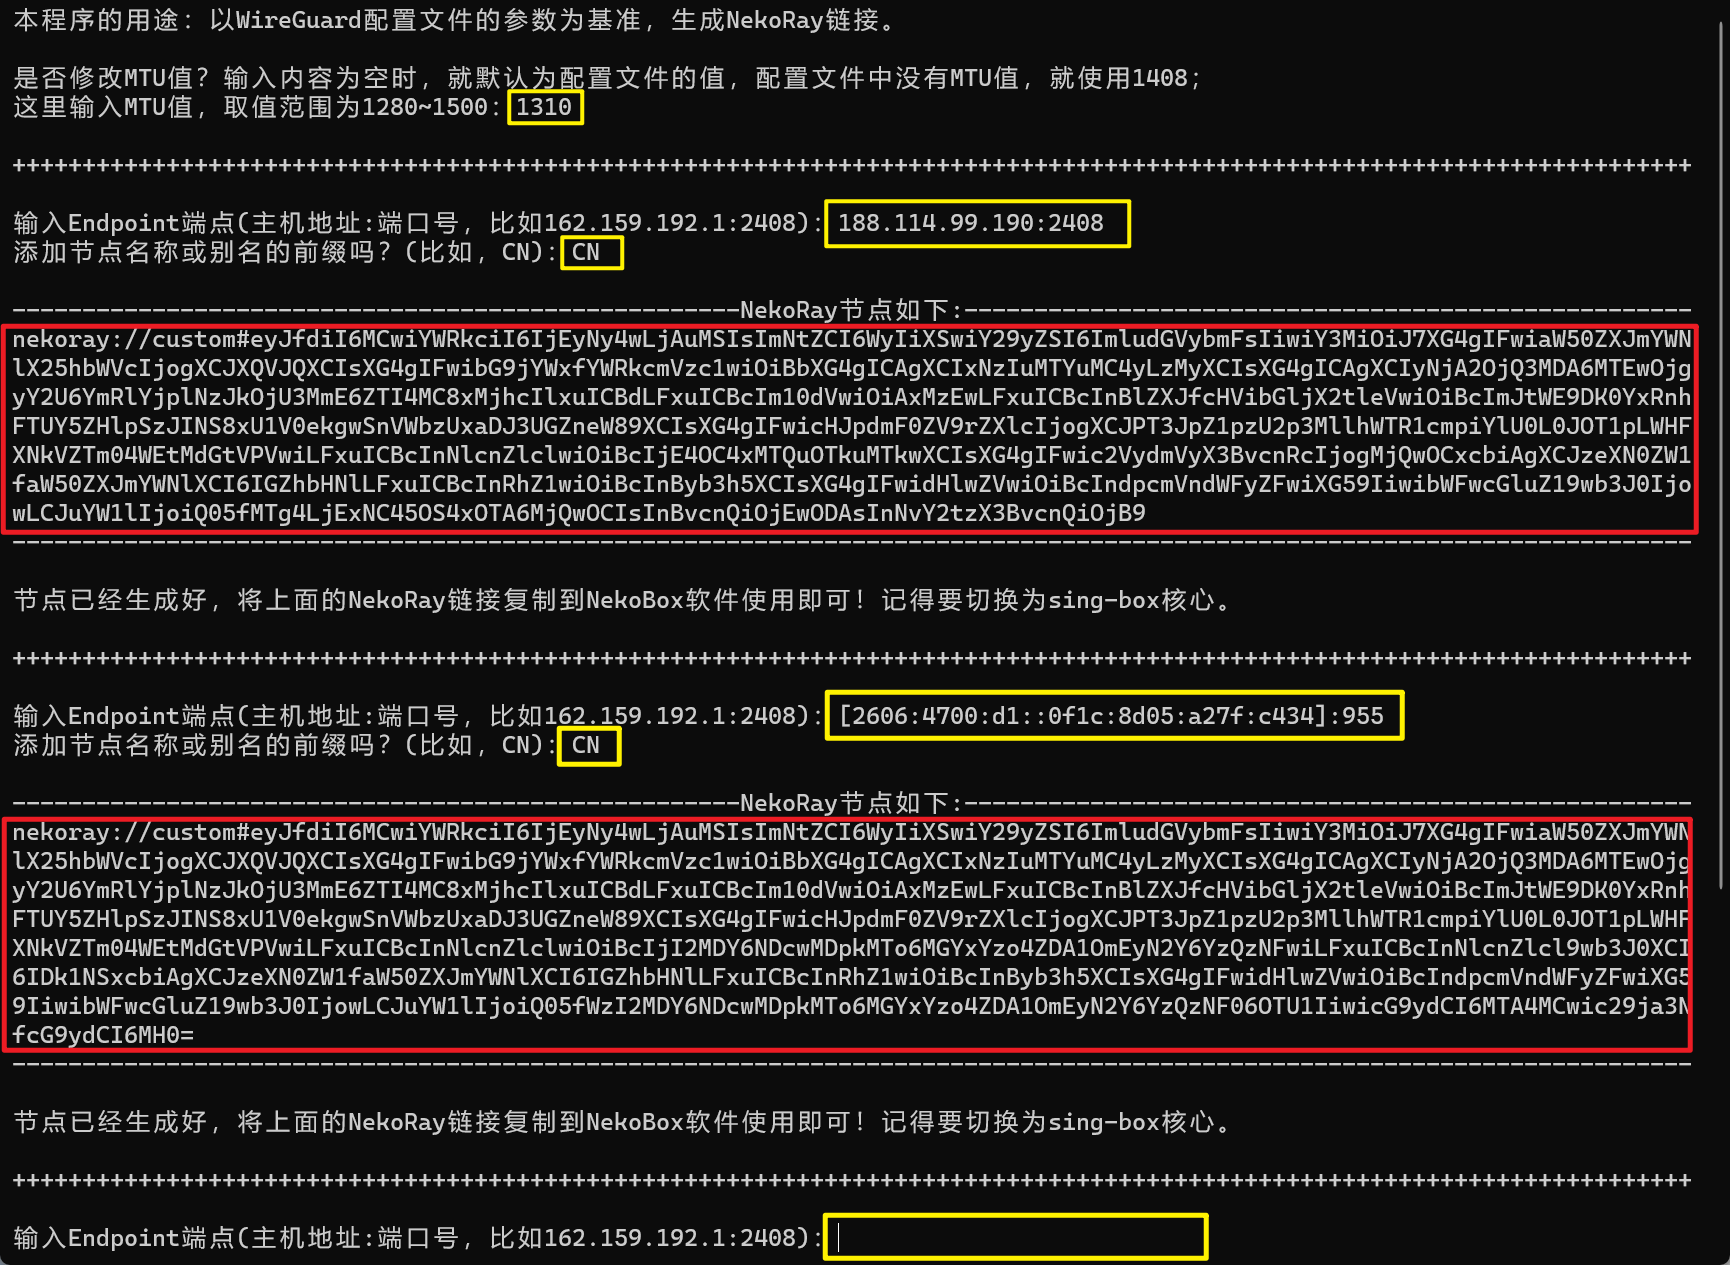 本程序的用途：以WireGuard配置文件的参数为基准，生成NekoRay链接。
是否修改MTU值？输入内容为空时，就默认为配置文件的值，配置文件中没有MTU值，就使用1408；
这里输入MTU值，取值范围为1280~1500：1310
++++++++++++++++++++++++++++++++++++++++++++++++++++++++++++++++++++++++++++++++++++++++++++++++++++++++++++++++++++++++
输入Endpoint端点(主机地址:端口号，比如162.159.192.1:2408)：188.114.99.190:2408
添加节点名称或别名的前缀吗？(比如，CN)：CN
----------------------------------------------------NekoRay节点如下:----------------------------------------------------
nekoray://custom#eyJfdiI6MCwiYWRkciI6IjEyNy4wLjAuMSIsImNtZCI6WyIiXSwiY29yZSI6ImludGVybmFsIiwiY3MiOiJ7XG4gIFwiaW50ZXJmYWN
lX25hbWVcIjogXCJXQVJQXCIsXG4gIFwibG9jYWxfYWRkcmVzc1wiOiBbXG4gICAgXCIxNzIuMTYuMC4yLzMyXCIsXG4gICAgXCIyNjA2OjQ3MDA6MTEwOjg
yY2U6YmRlYjplNzJkOjU3MmE6ZTI4MC8xMjhcIlxuICBdLFxuICBcIm10dVwiOiAxMzEwLFxuICBcInBlZXJfcHVibGljX2tleVwiOiBcImJtWE9DK0YxRnh
FTUY5ZHlpSzJINS8xU1V0ekgwSnVWbzUxaDJ3UGZneW89XCIsXG4gIFwicHJpdmF0ZV9rZXlcIjogXCJPT3JpZ1pzU2p3MllhWTR1cmpiYlU0L0JOT1pLWHF
XNkVZTm04WEtMdGtVPVwiLFxuICBcInNlcnZlclwiOiBcIjE4OC4xMTQuOTkuMTkwXCIsXG4gIFwic2VydmVyX3BvcnRcIjogMjQwOCxcbiAgXCJzeXN0ZW1
faW50ZXJmYWNlXCI6IGZhbHNlLFxuICBcInRhZ1wiOiBcInByb3h5XCIsXG4gIFwidHlwZVwiOiBcIndpcmVndWFyZFwiXG59IiwibWFwcGluZ19wb3J0Ijo
wLCJuYW1lIjoiQ05fMTg4LjExNC45OS4xOTA6MjQwOCIsInBvcnQiOjEwODAsInNvY2tzX3BvcnQiOjB9
------------------------------------------------------------------------------------------------------------------------
节点已经生成好，将上面的NekoRay链接复制到NekoBox软件使用即可！记得要切换为sing-box核心。
++++++++++++++++++++++++++++++++++++++++++++++++++++++++++++++++++++++++++++++++++++++++++++++++++++++++++++++++++++++++
输入Endpoint端点(主机地址:端口号，比如162.159.192.1:2408)：[2606:4700:d1::0f1c:8d05:a27f:c434]:955
添加节点名称或别名的前缀吗？(比如，CN)：CN
----------------------------------------------------NekoRay节点如下:----------------------------------------------------
nekoray://custom#eyJfdiI6MCwiYWRkciI6IjEyNy4wLjAuMSIsImNtZCI6WyIiXSwiY29yZSI6ImludGVybmFsIiwiY3MiOiJ7XG4gIFwiaW50ZXJmYWN
lX25hbWVcIjogXCJXQVJQXCIsXG4gIFwibG9jYWxfYWRkcmVzc1wiOiBbXG4gICAgXCIxNzIuMTYuMC4yLzMyXCIsXG4gICAgXCIyNjA2OjQ3MDA6MTEwOjg
yY2U6YmRlYjplNzJkOjU3MmE6ZTI4MC8xMjhcIlxuICBdLFxuICBcIm10dVwiOiAxMzEwLFxuICBcInBlZXJfcHVibGljX2tleVwiOiBcImJtWE9DK0YxRnh
FTUY5ZHlpSzJINS8xU1V0ekgwSnVWbzUxaDJ3UGZneW89XCIsXG4gIFwicHJpdmF0ZV9rZXlcIjogXCJPT3JpZ1pzU2p3MllhWTR1cmpiYlU0L0JOT1pLWHF
XNkVZTm04WEtMdGtVPVwiLFxuICBcInNlcnZlclwiOiBcIjI2MDY6NDcwMDpkMTo6MGYxYzo4ZDA1OmEyN2Y6YzQzNFwiLFxuICBcInNlcnZlcl9wb3J0XCI
6IDk1NSxcbiAgXCJzeXN0ZW1faW50ZXJmYWNlXCI6IGZhbHNlLFxuICBcInRhZ1wiOiBcInByb3h5XCIsXG4gIFwidHlwZVwiOiBcIndpcmVndWFyZFwiXG5
9IiwibWFwcGluZ19wb3J0IjowLCJuYW1lIjoiQ05fWzI2MDY6NDcwMDpkMTo6MGYxYzo4ZDA1OmEyN2Y6YzQzNF06OTU1IiwicG9ydCI6MTA4MCwic29ja3N
fcG9ydCI6MH0=
------------------------------------------------------------------------------------------------------------------------
节点已经生成好，将上面的NekoRay链接复制到NekoBox软件使用即可！记得要切换为sing-box核心。
++++++++++++++++++++++++++++++++++++++++++++++++++++++++++++++++++++++++++++++++++++++++++++++++++++++++++++++++++++++++
输入Endpoint端点(主机地址:端口号，比如162.159.192.1:2408)：